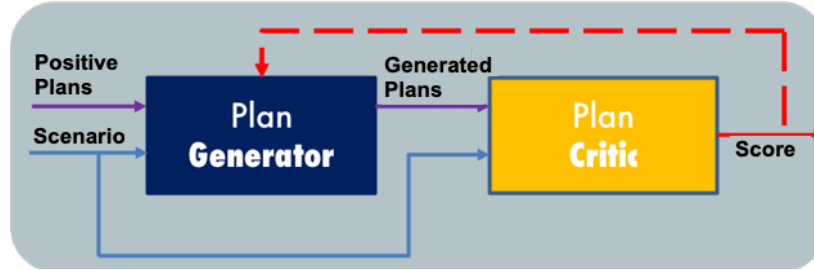 Positive
Plans
Scenario
Plan
Generator
Generated
Plans
Plan
Critic
Score